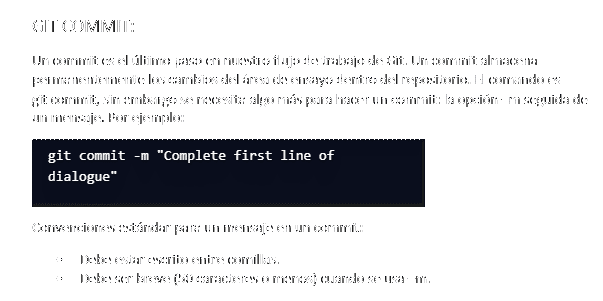 GIT COMMIT:
Un commit es el último paso en nuestro flujo de trabajo de Git. Un commit almacena
permanentemente los cambios del área de ensayo dentro del repositorio. El comando es
git commit, sin embargo se necesita algo más para hacer un commit: la opción -m seguida de
un mensaje. Por ejemplo:
git commit -m "Complete first line of
dialogue"
Convenciones estándar para un mensaje en un commit:
- Debe estar escrito entre comillas.
- Debe ser breve (50 caracteres o menos) cuando se usa -m.